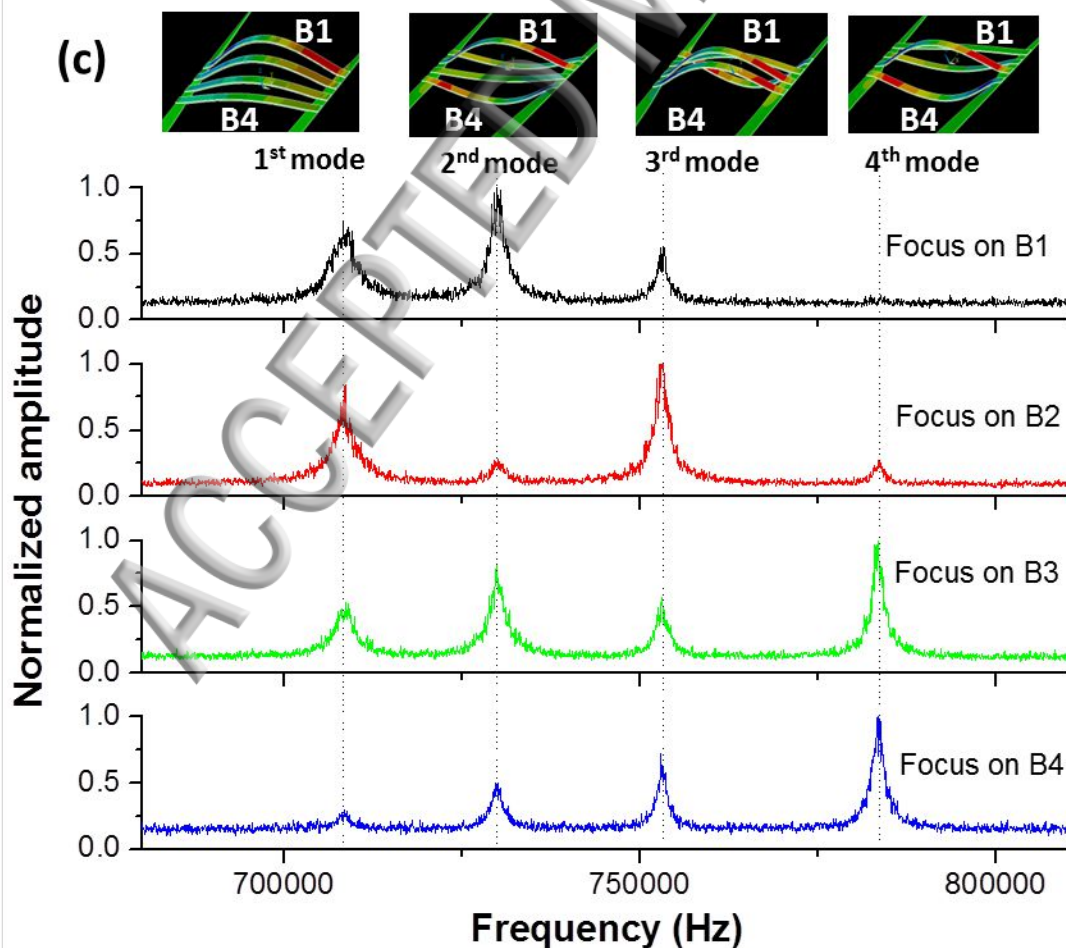 (c)
B1 B1 B1 B1
B4 B4 B4 B4
1st mode 2nd mode 3rd mode 4th mode
1.0
0.5
0.0
Focus on B1
1.0
0.5
0.0
Focus on B2
1.0
0.5
0.0
Focus on B3
1.0
0.5
0.0
Focus on B4
Normalized amplitude
700000 750000 800000
Frequency (Hz)
ACCEPTED M